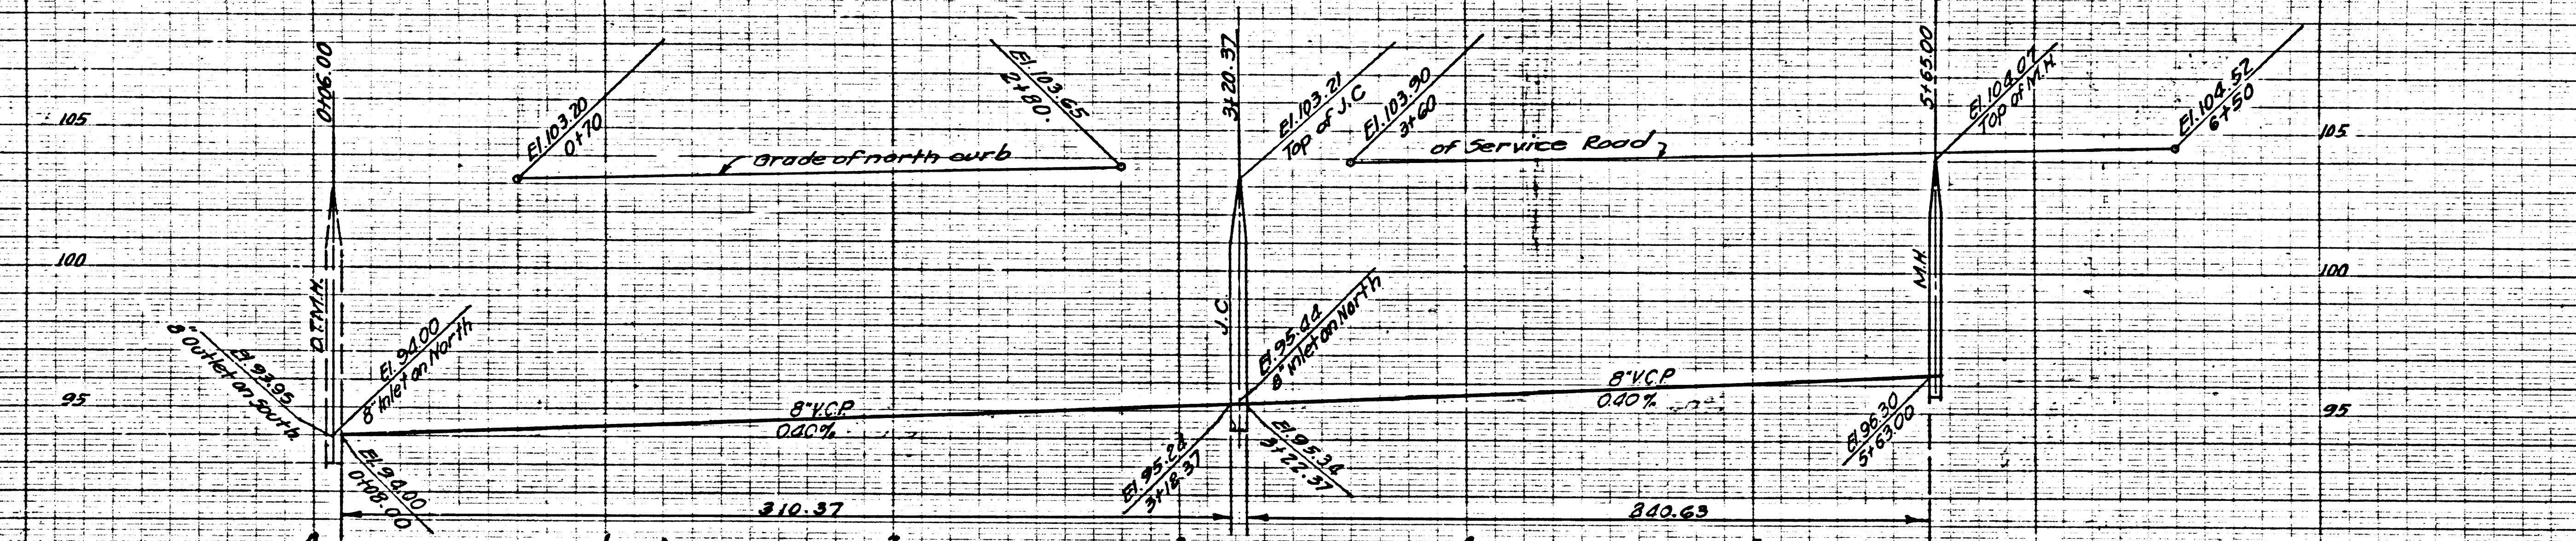 0+06.00
El.103.20
0+70
El.103.65
2+80.
3+20.37
El.103.21
Top of J.C
El.103.90
3+60
5+65.00
El.104.07
Top of M.H.
El.104.52
6+50
105
Grade of north curb
of Service Road
105
100
D.T.M.H.
J.C.
M.H.
100
El.93.95
8" Outlet on South.
El.94.00
8" Inlet on North
El.95.44
8" Inlet on North
95
8"V.C.P.
0.40%
8"V.C.P.
0.40%
95
El.94.00
0+08.00
El.95.24
3+18.37
El.95.34
3+22.37
El.96.30
5+63.00
310.37
240.63